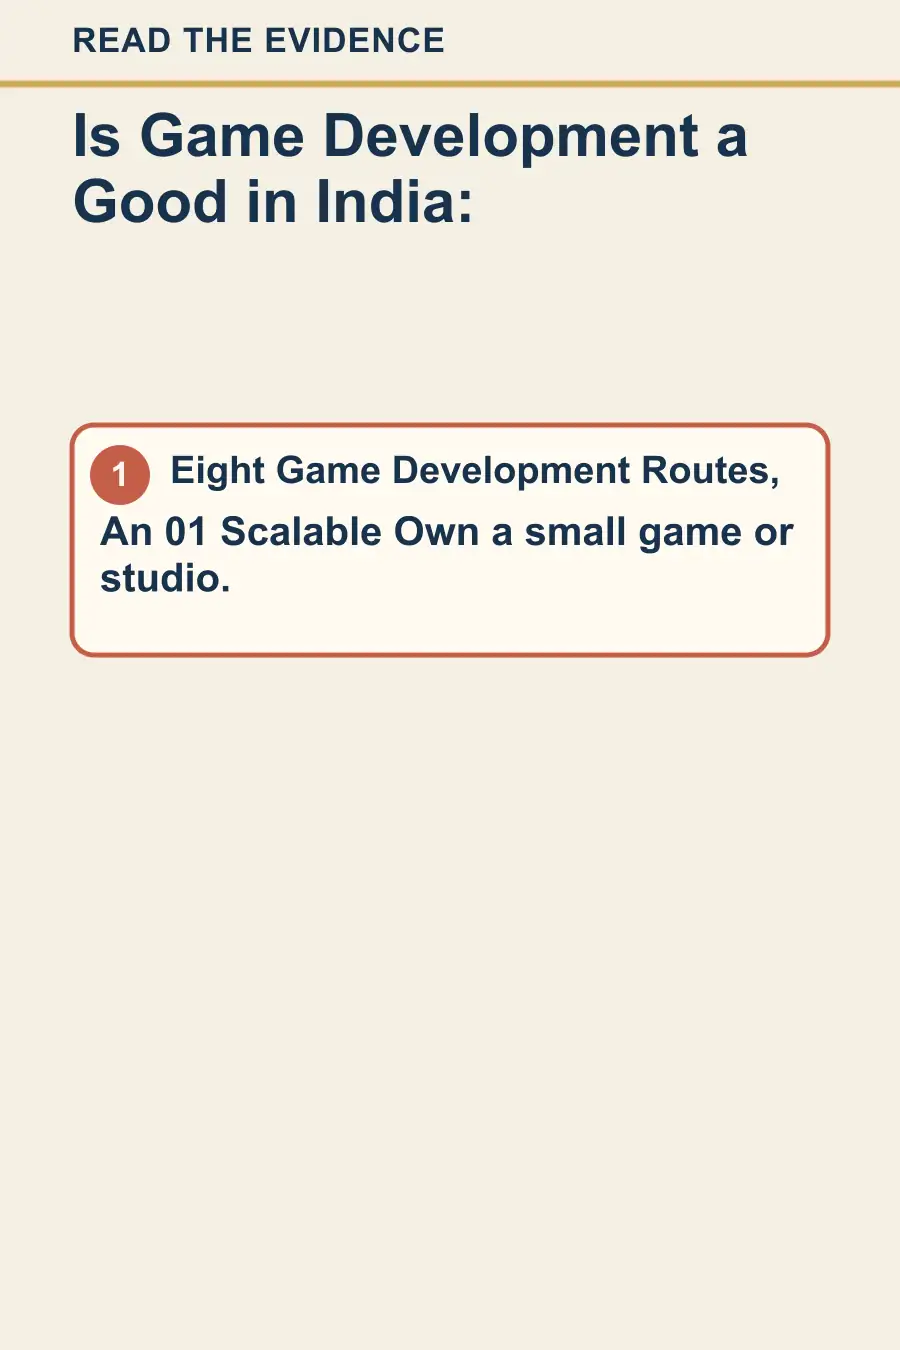 READ THE EVIDENCE
Is Game Development a
Good in India:
1 Eight Game Development Routes,
An 01 Scalable Own a small game or
studio.